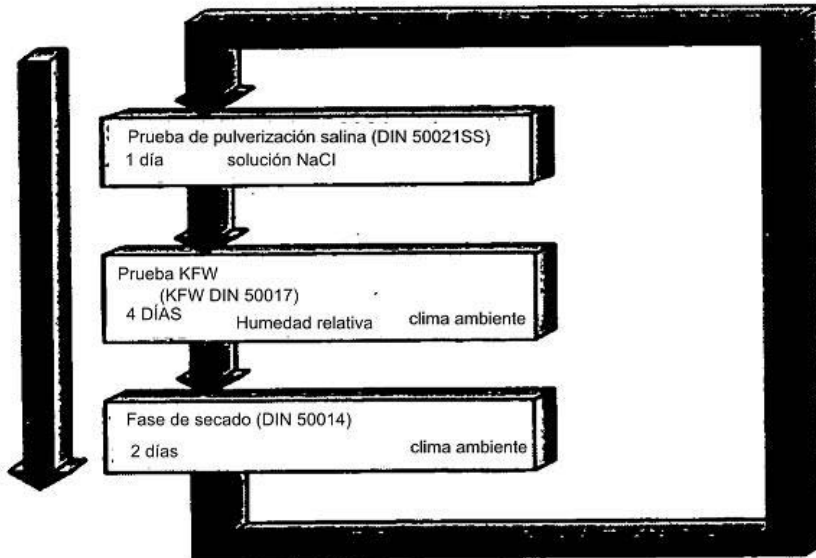 Prueba de pulverización salina (DIN 50021SS)
1 día solución NaCl
Prueba KFW
(KFW DIN 50017)
4 DÍAS Humedad relativa clima ambiente
Fase de secado (DIN 50014)
2 días clima ambiente